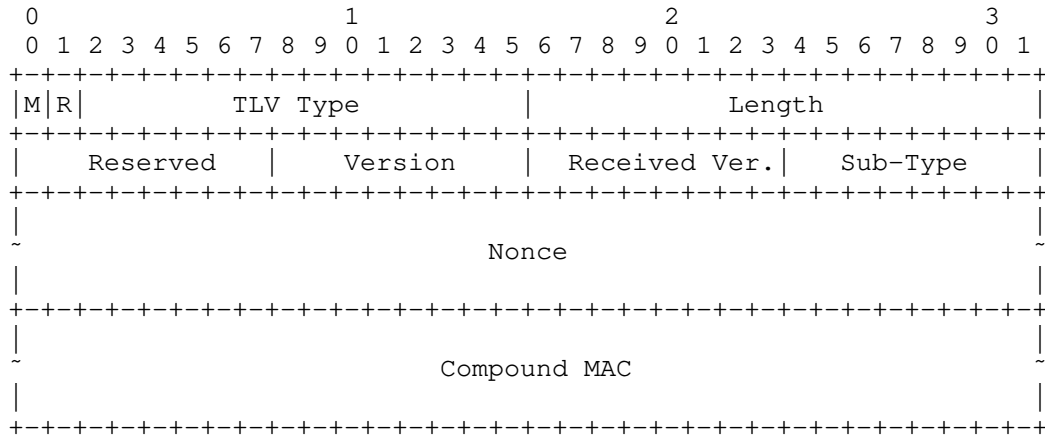 0                   1                   2                   3
 0 1 2 3 4 5 6 7 8 9 0 1 2 3 4 5 6 7 8 9 0 1 2 3 4 5 6 7 8 9 0 1
+-+-+-+-+-+-+-+-+-+-+-+-+-+-+-+-+-+-+-+-+-+-+-+-+-+-+-+-+-+-+-+-+
|M|R|         TLV Type          |            Length             |
+-+-+-+-+-+-+-+-+-+-+-+-+-+-+-+-+-+-+-+-+-+-+-+-+-+-+-+-+-+-+-+-+
|    Reserved   |    Version    |  Received Ver.|   Sub-Type    |
+-+-+-+-+-+-+-+-+-+-+-+-+-+-+-+-+-+-+-+-+-+-+-+-+-+-+-+-+-+-+-+-+
|                                                               |
~                             Nonce                             ~
|                                                               |
+-+-+-+-+-+-+-+-+-+-+-+-+-+-+-+-+-+-+-+-+-+-+-+-+-+-+-+-+-+-+-+-+
|                                                               |
~                          Compound MAC                         ~
|                                                               |
+-+-+-+-+-+-+-+-+-+-+-+-+-+-+-+-+-+-+-+-+-+-+-+-+-+-+-+-+-+-+-+-+